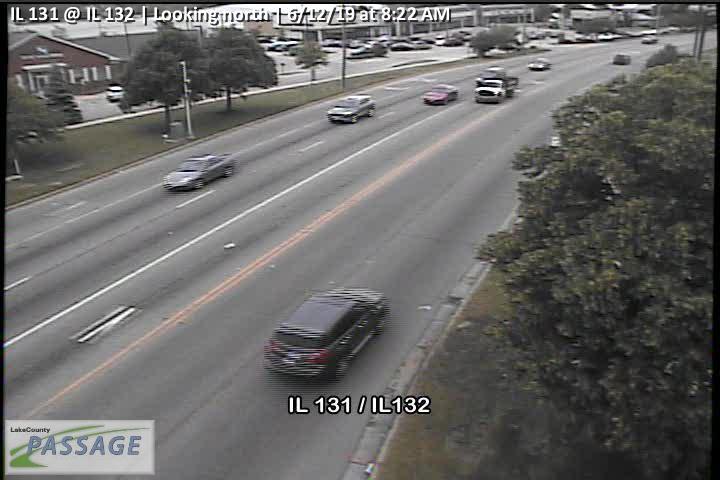 IL 131 @ IL 132 | Looking north | 6/12/19 at 8:22 AM
IL 131 / IL132
LakeCounty
PASSAGE